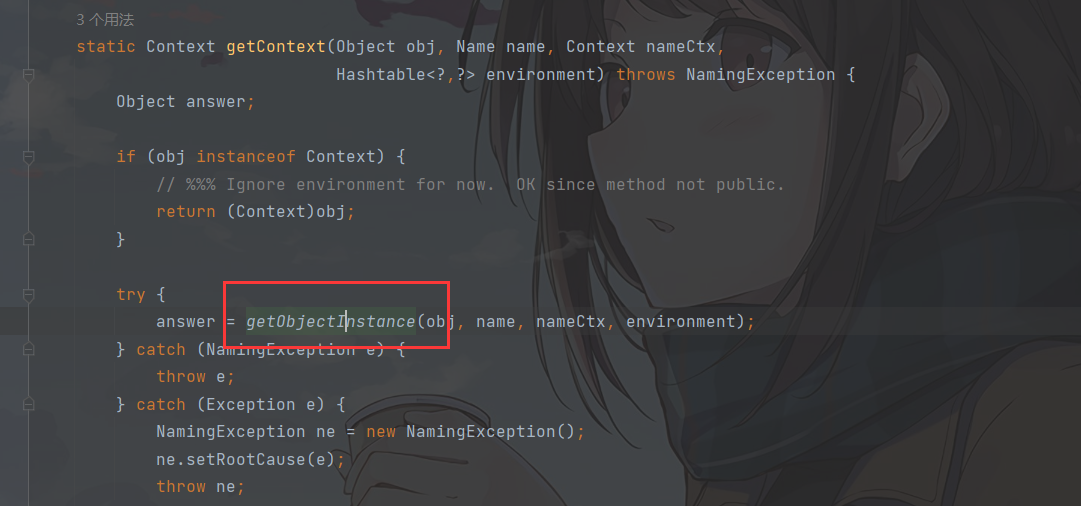 3 个用法
static Context getContext(Object obj, Name name, Context nameCtx,
                          Hashtable<?,?> environment) throws NamingException {
    Object answer;
    if (obj instanceof Context) {
        // %%% Ignore environment for now.  OK since method not public.
        return (Context)obj;
    }
    try {
        answer = getObjectInstance(obj, name, nameCtx, environment);
    } catch (NamingException e) {
        throw e;
    } catch (Exception e) {
        NamingException ne = new NamingException();
        ne.setRootCause(e);
        throw ne;